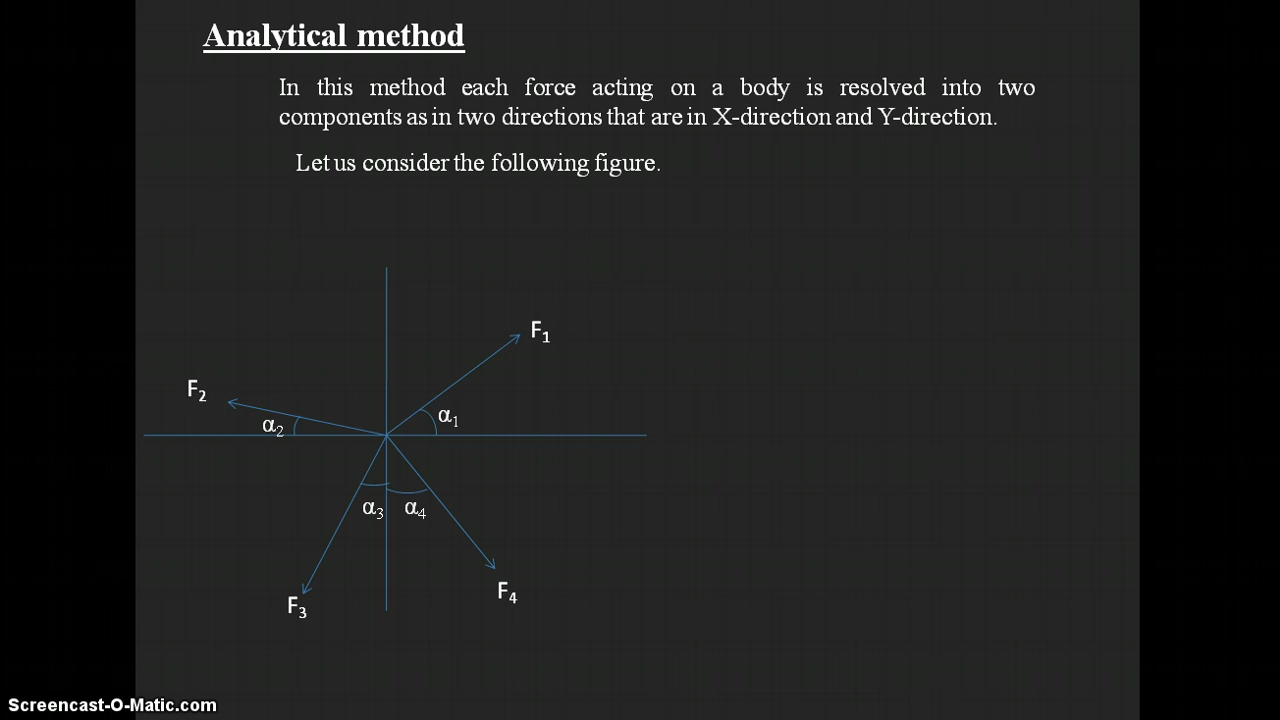 Analytical method
In this method each force acting on a body is resolved into two
components as in two directions that are in X-direction and Y-direction.
Let us consider the following figure.
F₁
F₂
α₁
α₂
α₃ α₄
F₄
F₃
Screencast-O-Matic.com